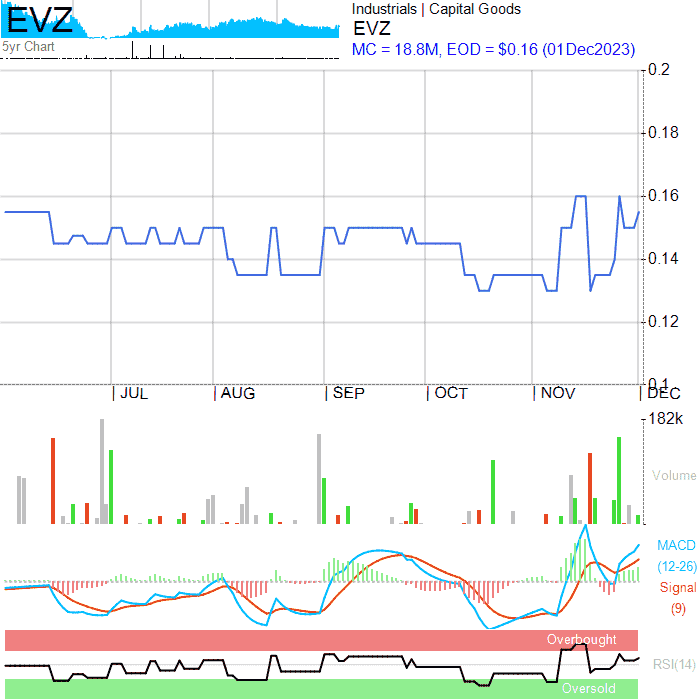 EVZ
5yr Chart
Industrials | Capital Goods
EVZ
MC = 18.8M, EOD = $0.16 (01Dec2023)
0.2
0.18
0.16
0.14
0.12
0.1
JUL AUG SEP OCT NOV DEC
182k
Volume
MACD
(12-26)
Signal
(9)
Overbought
RSI(14)
Oversold